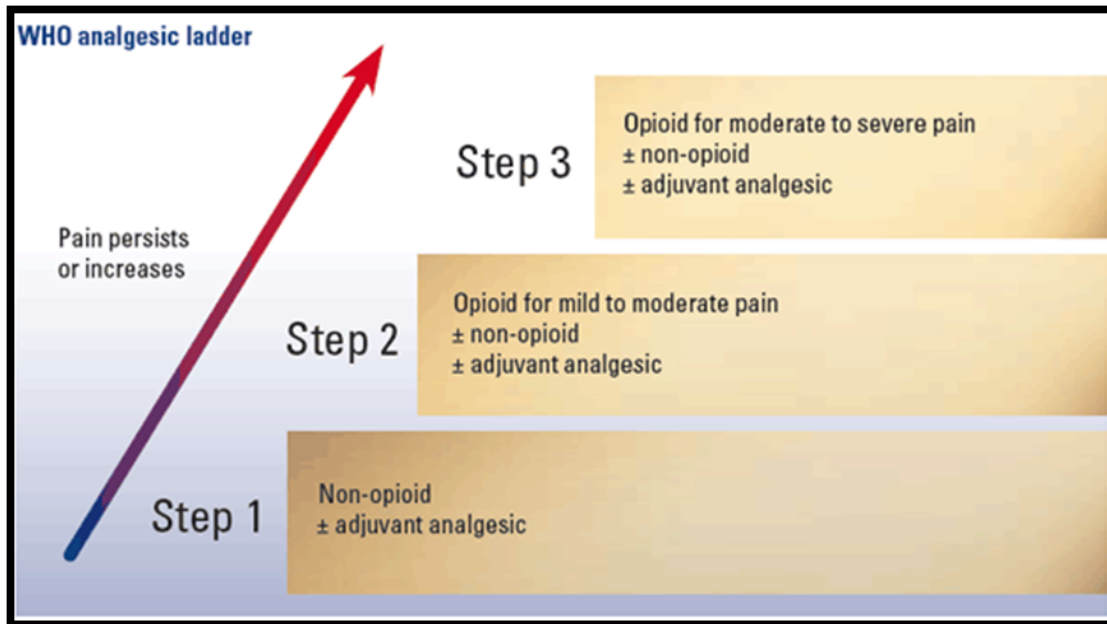 WHO analgesic ladder
Pain persists
or increases
Step 3
Opioid for moderate to severe pain
± non-opioid
± adjuvant analgesic
Step 2
Opioid for mild to moderate pain
± non-opioid
± adjuvant analgesic
Step 1
Non-opioid
± adjuvant analgesic